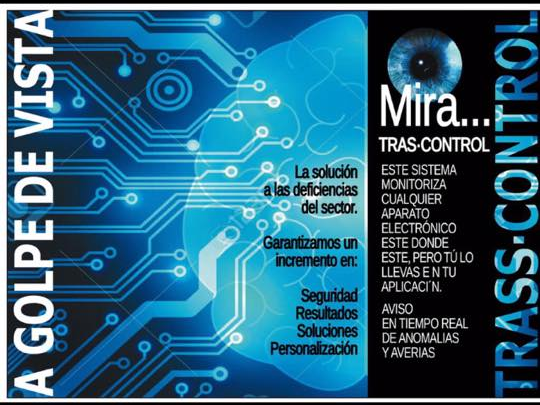 A GOLPE DE VISTA
La solución
a las deficiencias
del sector.
Garantizamos un
incremento en:
Seguridad
Resultados
Soluciones
Personalización
Mira...
TRAS·CONTROL
ESTE SISTEMA
MONITORIZA
CUALQUIER
APARATO
ELECTRÓNICO
ESTE DONDE
ESTE, PERO TÚ LO
LLEVAS E N TU
APLICACI´N.
AVISO
EN TIEMPO REAL
DE ANOMALIAS
Y AVERIAS
TRASS·CONTROL